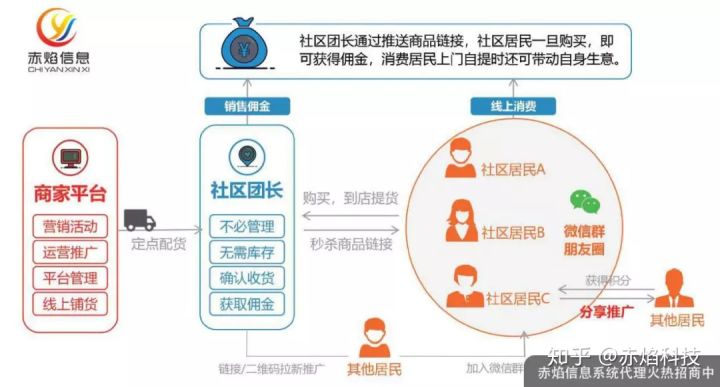 赤焰信息
CHIYANXINXI
社区团长通过推送商品链接，社区居民一旦购买，即
可获得佣金，消费居民上门自提时还可带动自身生意。
¥
销售佣金
线上消费
商家平台
营销活动
运营推广
平台管理
线上铺货
定点配货
社区团长
不必管理
无需库存
确认收货
获取佣金
购买，到店提货
秒杀商品链接
社区居民A
社区居民B
社区居民C
微信群
朋友圈
获得积分
分享推广
其他居民
链接/二维码拉新推广
其他居民
加入微信群
知乎 @赤焰科技
赤焰信息系统代理火热招商中